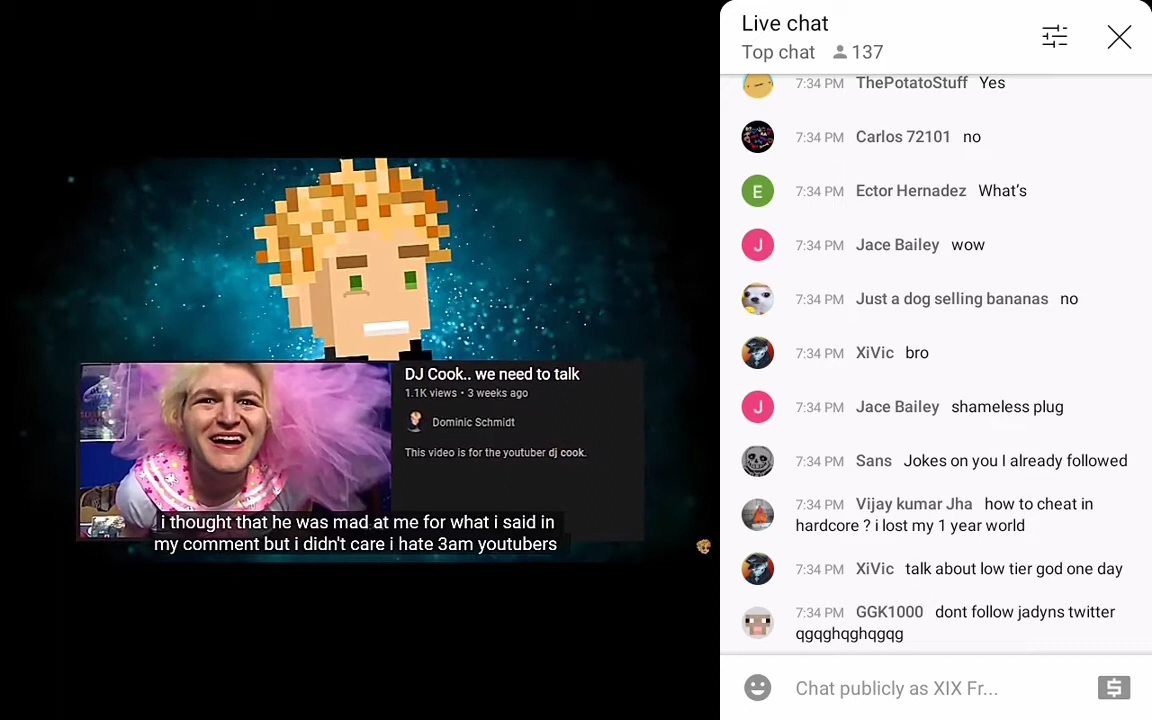 DJ Cook.. we need to talk
1.1K views • 3 weeks ago
Dominic Schmidt
This video is for the youtuber dj cook.
i thought that he was mad at me for what i said in
my comment but i didn't care i hate 3am youtubers
Live chat
Top chat 137
7:34 PM ThePotatoStuff Yes
7:34 PM Carlos 72101 no
E 7:34 PM Ector Hernadez What's
J 7:34 PM Jace Bailey wow
7:34 PM Just a dog selling bananas no
7:34 PM XiVic bro
J 7:34 PM Jace Bailey shameless plug
7:34 PM Sans Jokes on you I already followed
7:34 PM Vijay kumar Jha how to cheat in
hardcore ? i lost my 1 year world
7:34 PM XiVic talk about low tier god one day
7:34 PM GGK1000 dont follow jadyns twitter
qgqghqghqgqg
Chat publicly as XIX Fr...